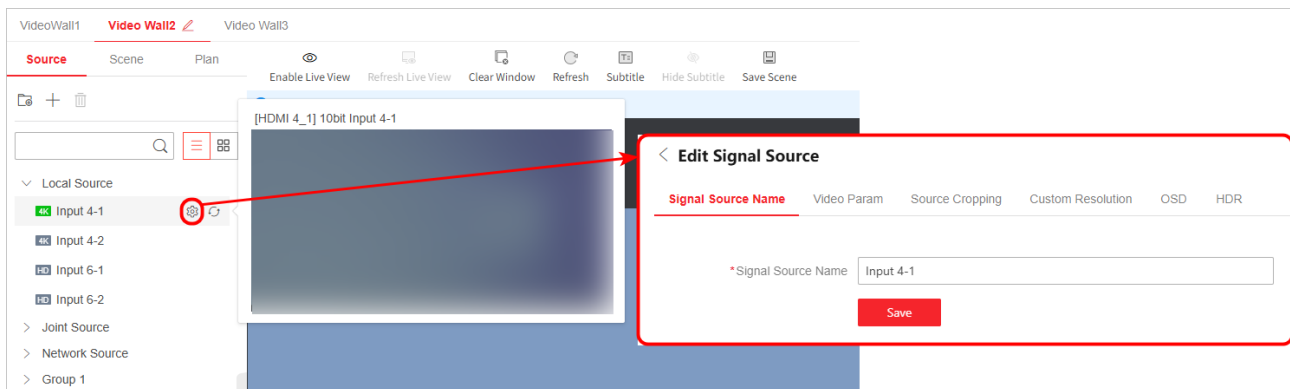 VideoWall1 Video Wall2 Video Wall3
Source Scene Plan
Enable Live View Refresh Live View Clear Window Refresh Subtitle Hide Subtitle Save Scene
[HDMI 4_1] 10bit Input 4-1
Local Source
4K Input 4-1
4K Input 4-2
HD Input 6-1
HD Input 6-2
Joint Source
Network Source
Group 1
Edit Signal Source
Signal Source Name Video Param Source Cropping Custom Resolution OSD HDR
*Signal Source Name Input 4-1
Save